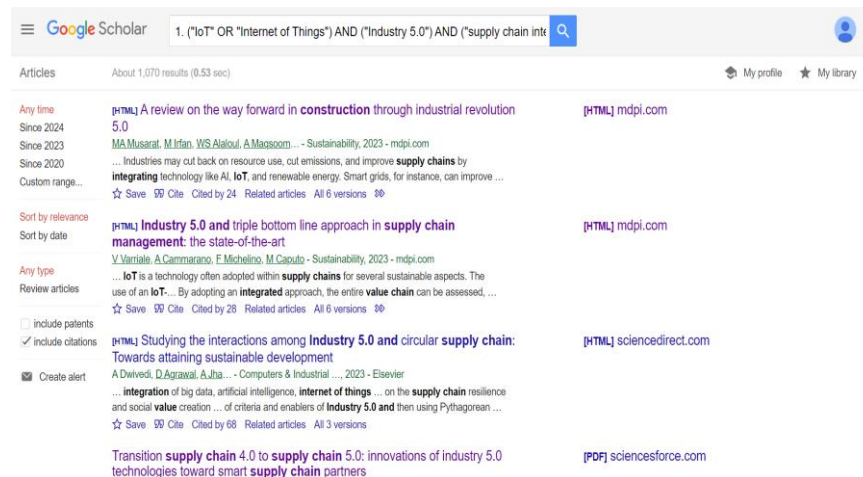 Google Scholar
1. ("IoT" OR "Internet of Things") AND ("Industry 5.0") AND ("supply chain inte
Articles
About 1,070 results (0.53 sec)
My profile
My library
Any time
Since 2024
Since 2023
Since 2020
Custom range...
Sort by relevance
Sort by date
Any type
Review articles
include patents
include citations
Create alert
[HTML] A review on the way forward in construction through industrial revolution
5.0
MA Musarat, M Irfan, WS Alaloul, A Maqsoom... - Sustainability, 2023 - mdpi.com
... Industries may cut back on resource use, cut emissions, and improve supply chains by
integrating technology like AI, IoT, and renewable energy. Smart grids, for instance, can improve ...
Save Cite Cited by 24 Related articles All 6 versions
[HTML] mdpi.com
[HTML] Industry 5.0 and triple bottom line approach in supply chain
management: the state-of-the-art
V Varriale, A Cammarano, F Michelino, M Caputo - Sustainability, 2023 - mdpi.com
... IoT is a technology often adopted within supply chains for several sustainable aspects. The
use of an IoT-... By adopting an integrated approach, the entire value chain can be assessed, ...
Save Cite Cited by 28 Related articles All 6 versions
[HTML] mdpi.com
[HTML] Studying the interactions among Industry 5.0 and circular supply chain:
Towards attaining sustainable development
A Dwivedi, D Agrawal, A Jha... - Computers & Industrial ..., 2023 - Elsevier
... integration of big data, artificial intelligence, internet of things ... on the supply chain resilience
and social value creation ... of criteria and enablers of Industry 5.0 and then using Pythagorean ...
Save Cite Cited by 68 Related articles All 3 versions
[HTML] sciencedirect.com
Transition supply chain 4.0 to supply chain 5.0: innovations of industry 5.0
technologies toward smart supply chain partners
[PDF] sciencesforce.com